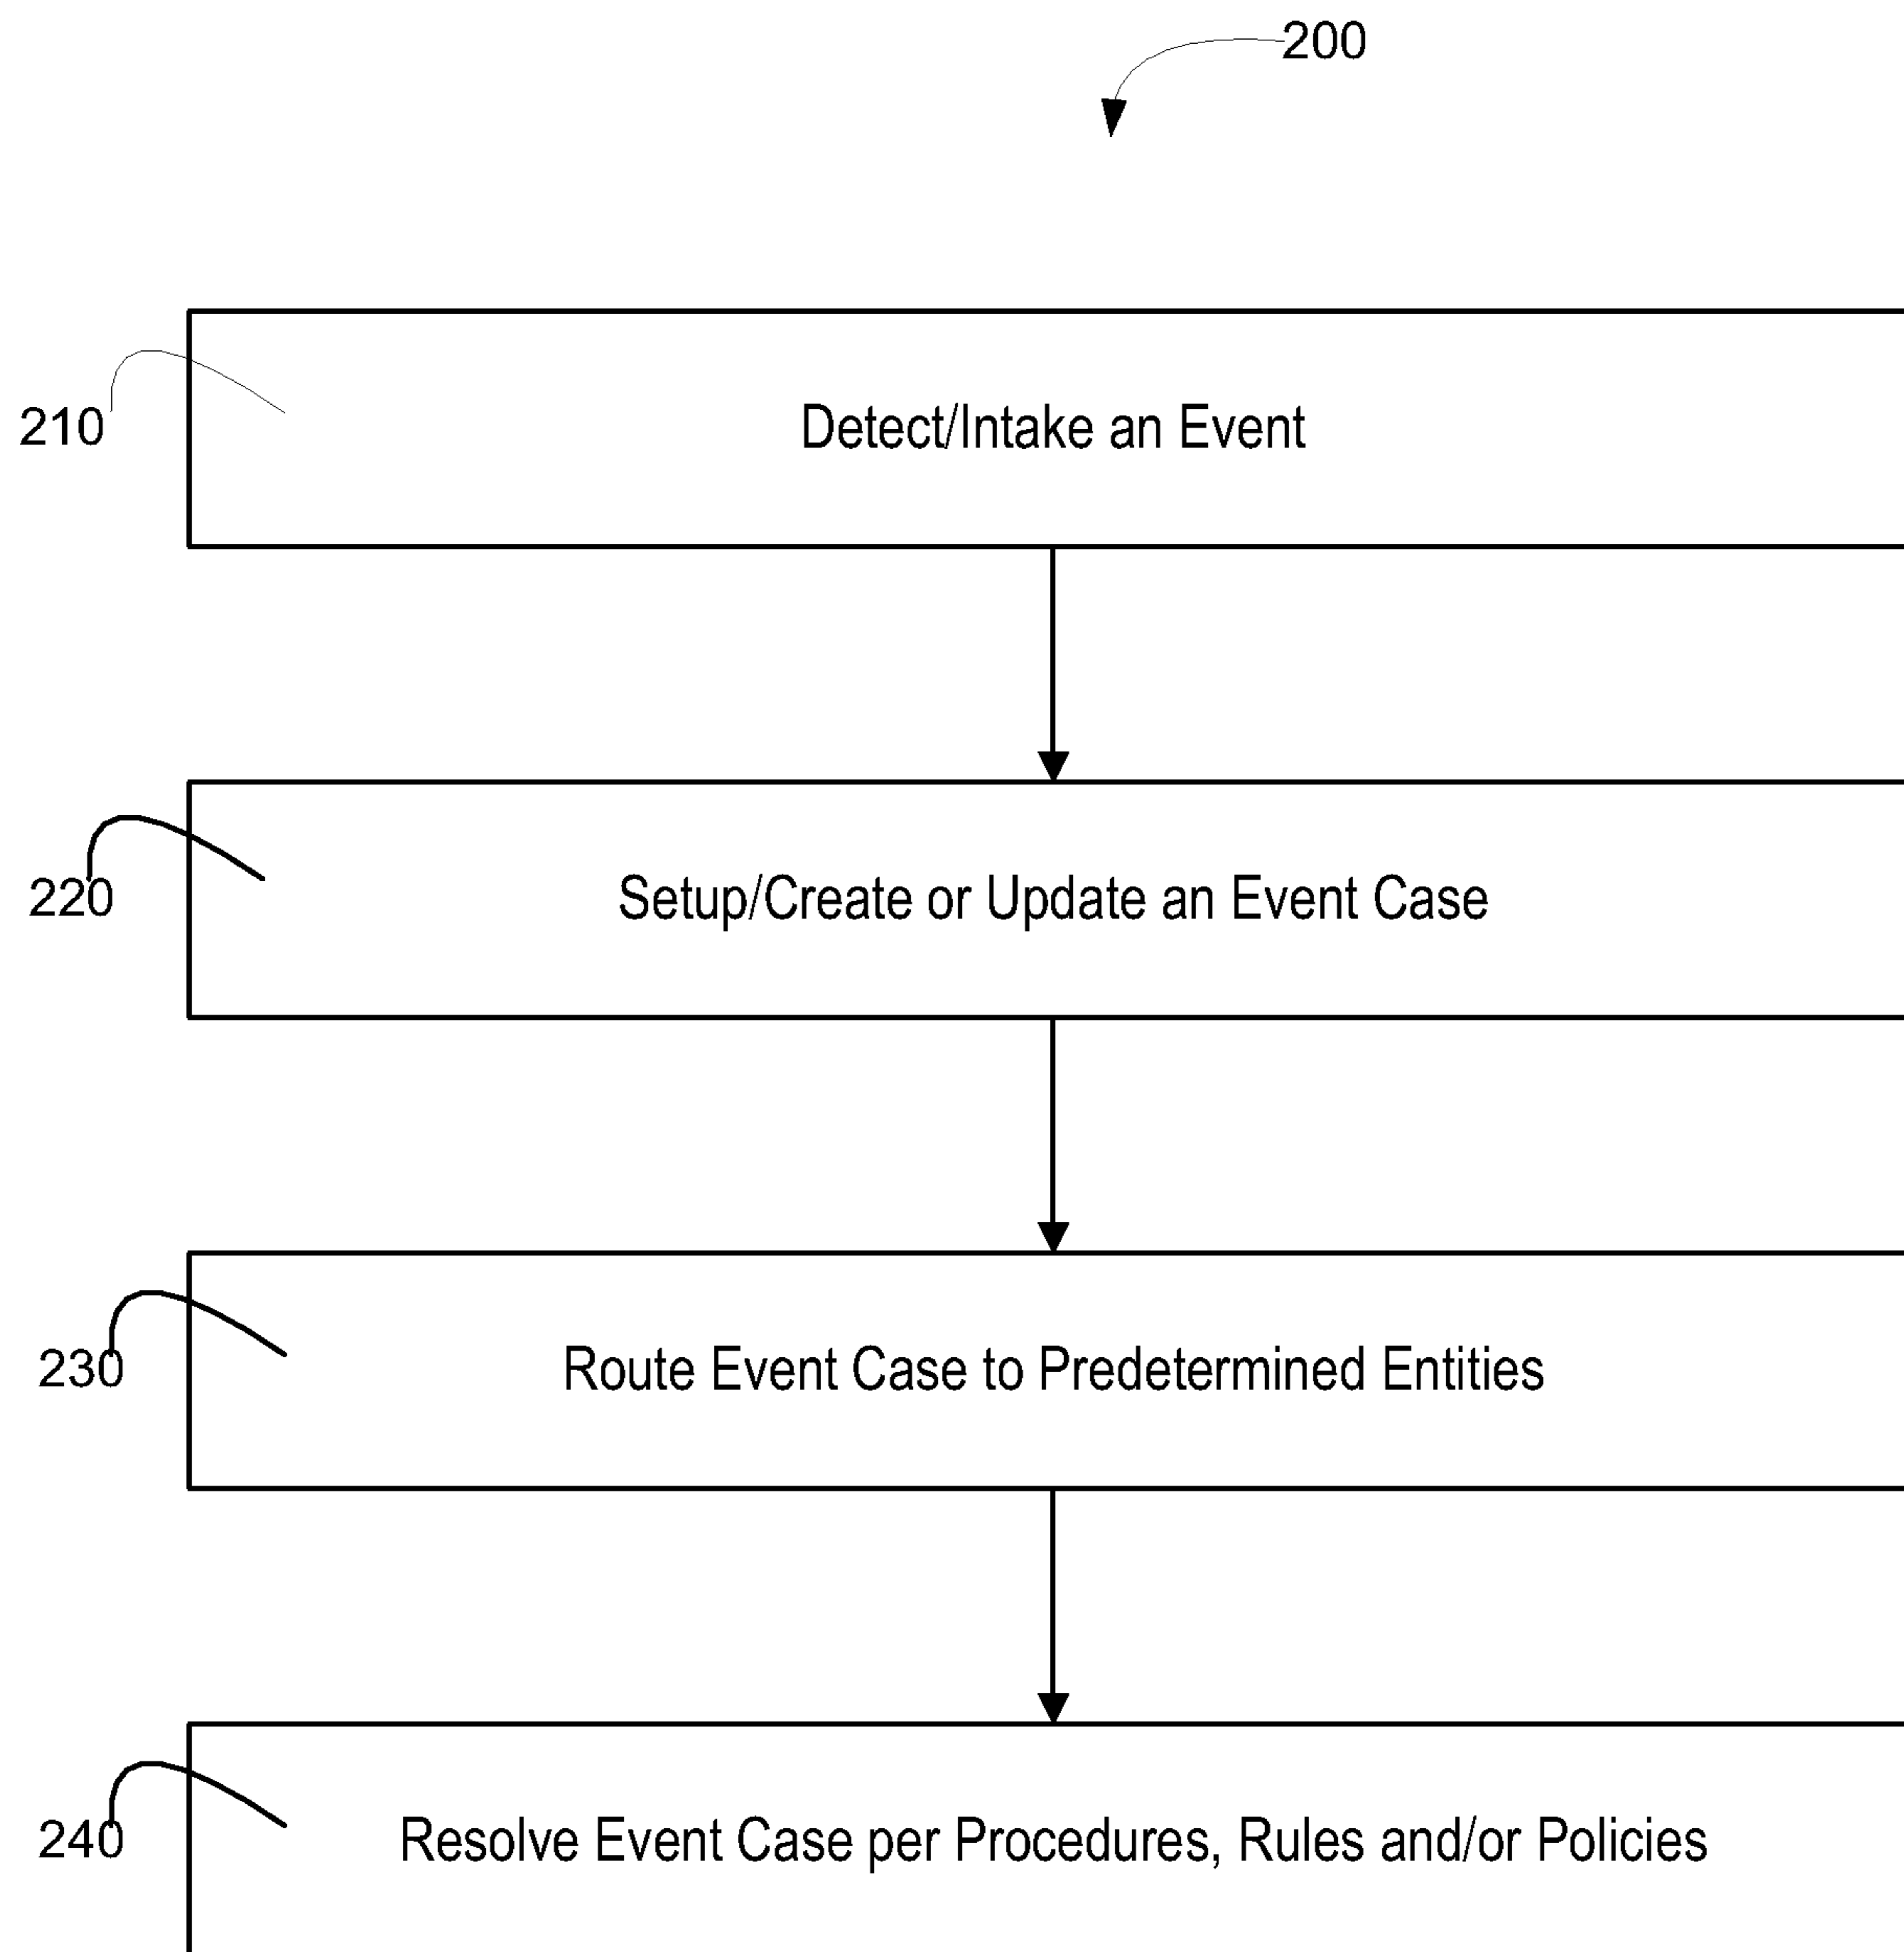 200
210
Detect/Intake an Event
220
Setup/Create or Update an Event Case
230
Route Event Case to Predetermined Entities
240
Resolve Event Case per Procedures, Rules and/or Policies